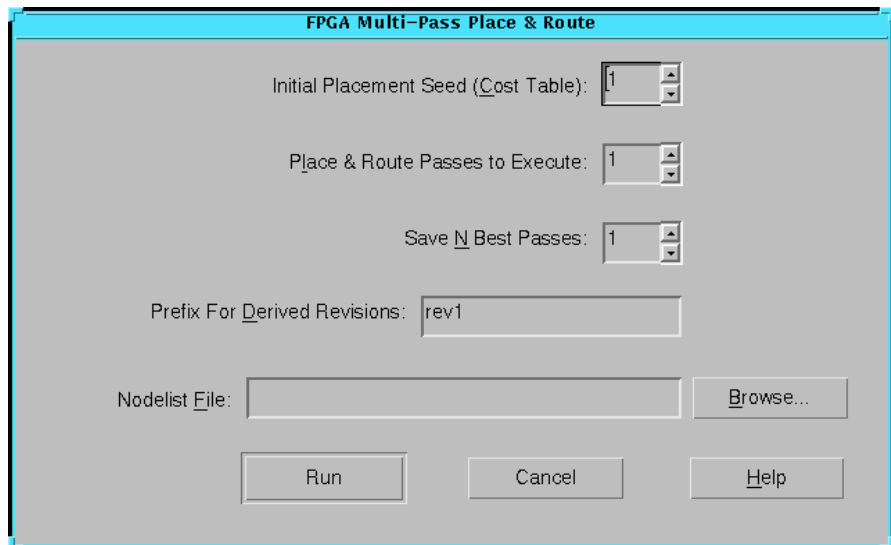 FPGA Multi-Pass Place & Route
Initial Placement Seed (Cost Table): 1
Place & Route Passes to Execute: 1
Save N Best Passes: 1
Prefix For Derived Revisions: rev1
Nodelist File: Browse...
Run Cancel Help